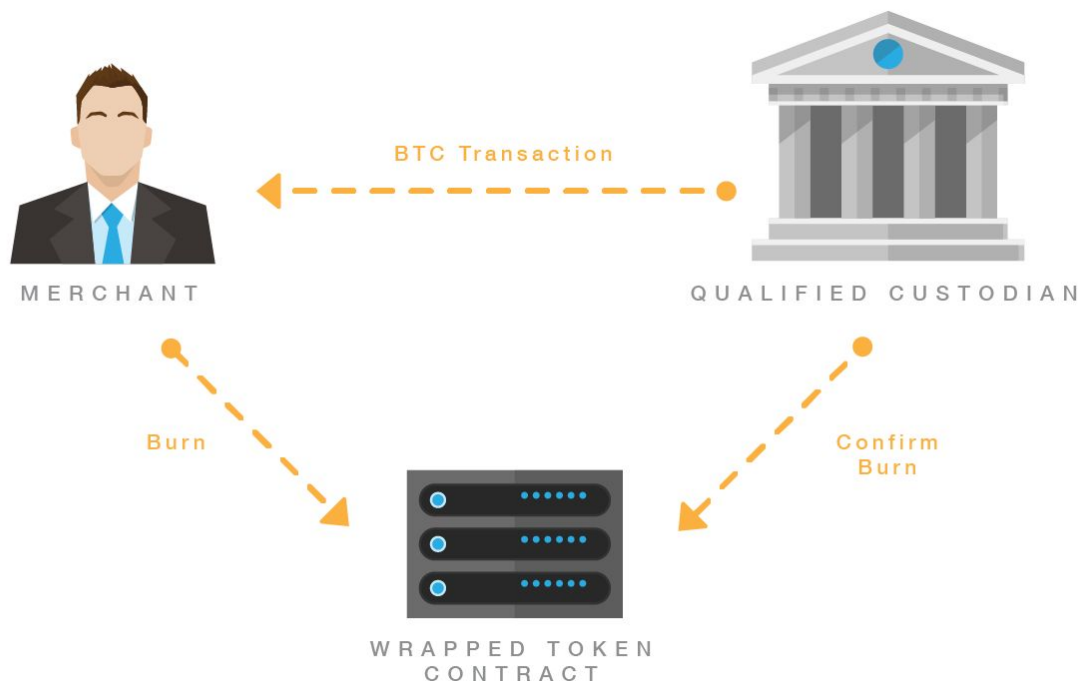 BTC Transaction
MERCHANT
QUALIFIED CUSTODIAN
Burn
Confirm
Burn
WRAPPED TOKEN
CONTRACT